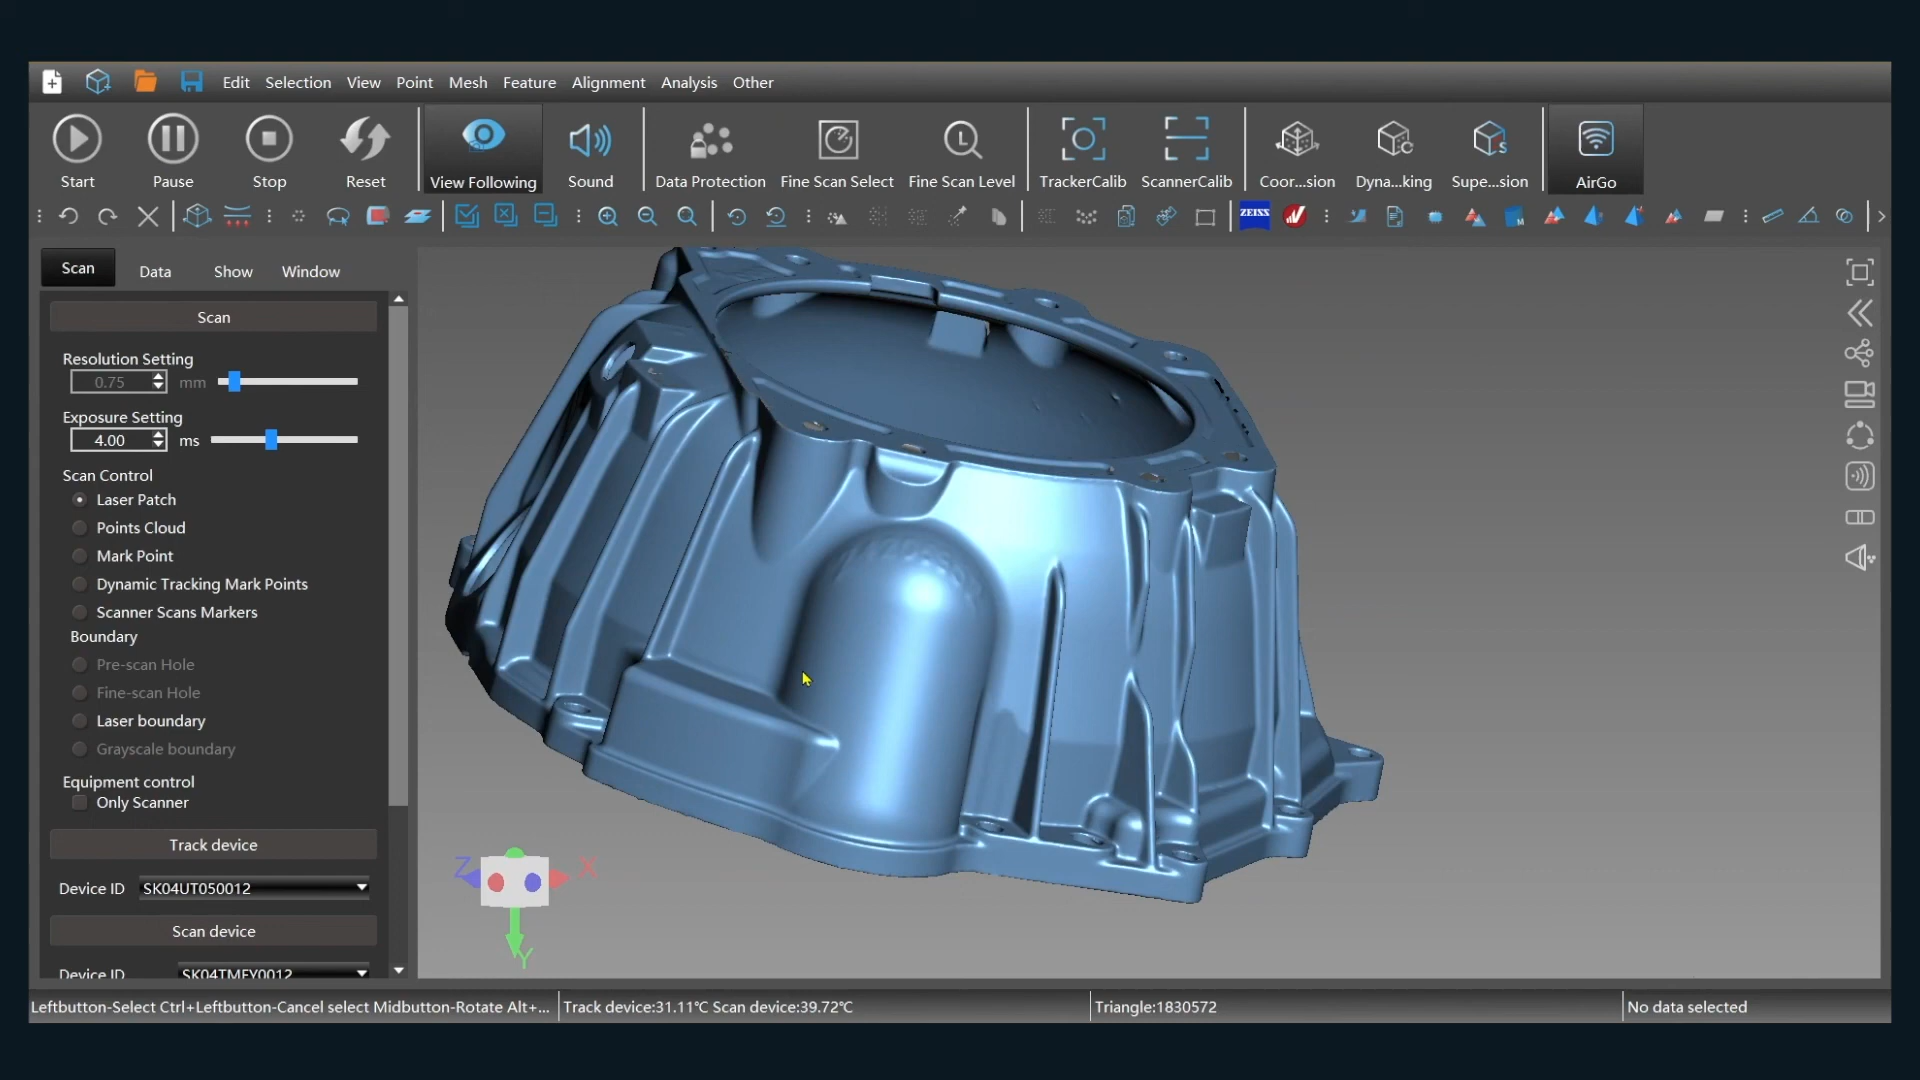 Edit Selection View Point Mesh Feature Alignment Analysis Other
Start Pause Stop Reset View Following Sound Data Protection Fine Scan Select Fine Scan Level TrackerCalib ScannerCalib Coor...sion Dyna...king Supe...sion AirGo
ZEISS
Scan Data Show Window
Scan
Resolution Setting
0.75 mm
Exposure Setting
4.00 ms
Scan Control
Laser Patch
Points Cloud
Mark Point
Dynamic Tracking Mark Points
Scanner Scans Markers
Boundary
Pre-scan Hole
Fine-scan Hole
Laser boundary
Grayscale boundary
Equipment control
Only Scanner
Track device
Device ID SK04UT050012
Scan device
Device ID SK04TMFY0012
Z X
Y
Leftbutton-Select Ctrl+Leftbutton-Cancel select Midbutton-Rotate Alt+... Track device:31.11℃ Scan device:39.72℃ Triangle:1830572 No data selected